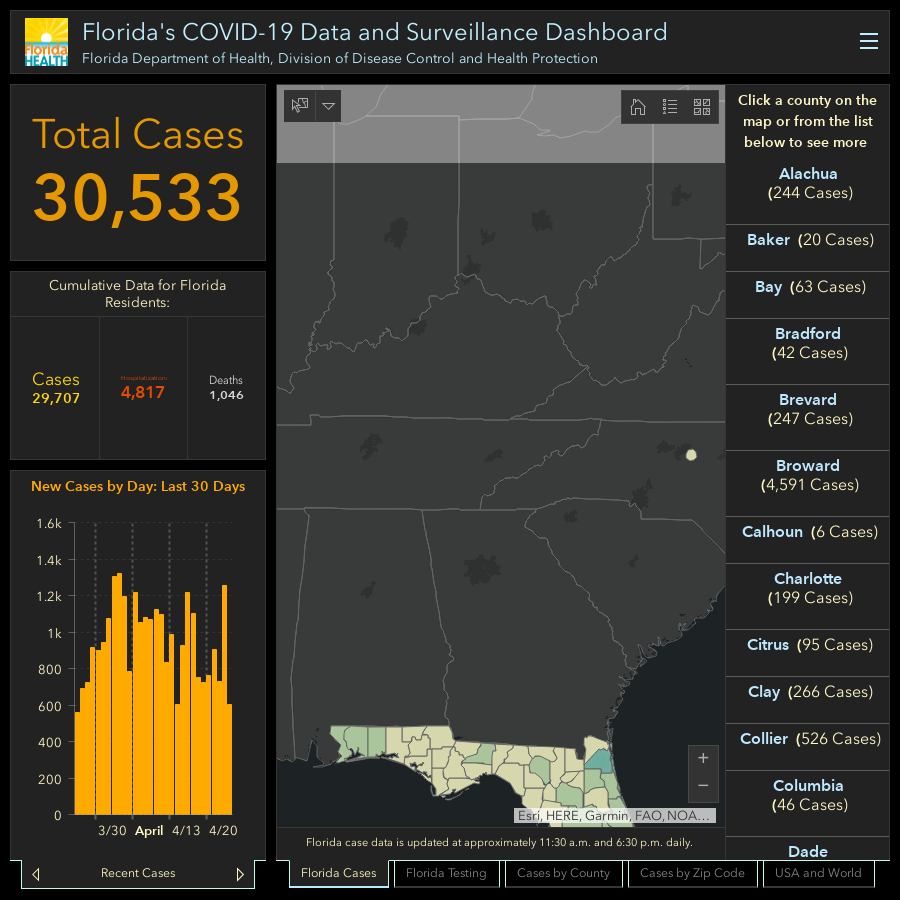 Florida
HEALTH
Florida's COVID-19 Data and Surveillance Dashboard
Florida Department of Health, Division of Disease Control and Health Protection
Total Cases
30,533
Cumulative Data for Florida
Residents:
Cases
29,707
Hospitalizations
4,817
Deaths
1,046
New Cases by Day: Last 30 Days
1.6k
1.4k
1.2k
1k
800
600
400
200
0
3/30 April 4/13 4/20
Recent Cases
Esri, HERE, Garmin, FAO, NOA...
Florida case data is updated at approximately 11:30 a.m. and 6:30 p.m. daily.
Florida Cases
Florida Testing
Cases by County
Cases by Zip Code
USA and World
Click a county on the
map or from the list
below to see more
Alachua
(244 Cases)
Baker (20 Cases)
Bay (63 Cases)
Bradford
(42 Cases)
Brevard
(247 Cases)
Broward
(4,591 Cases)
Calhoun (6 Cases)
Charlotte
(199 Cases)
Citrus (95 Cases)
Clay (266 Cases)
Collier (526 Cases)
Columbia
(46 Cases)
Dade